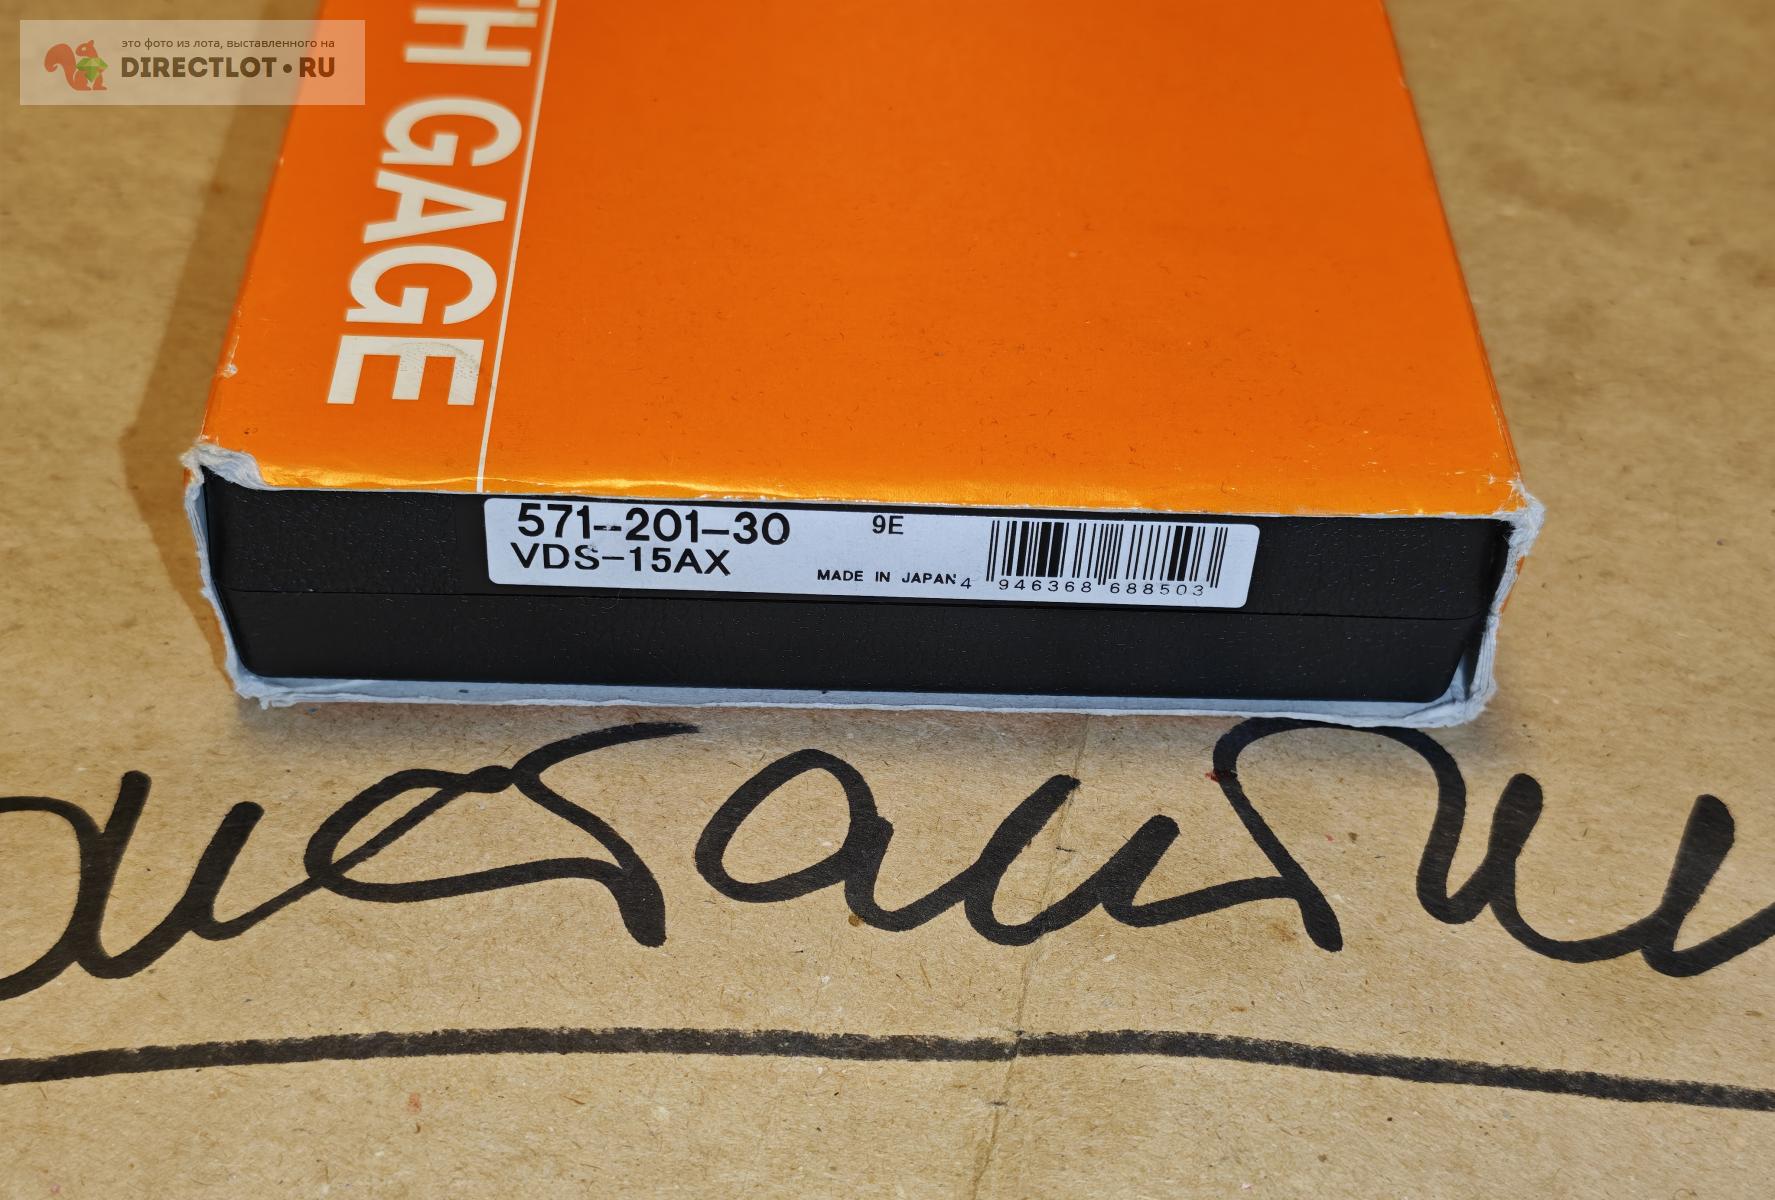 это фото из лота, выставленного на
DIRECTLOT•RU
TH GAGE
571-201-30
9E
VDS-15AX
MADE IN JAPAN
4 946368 688503